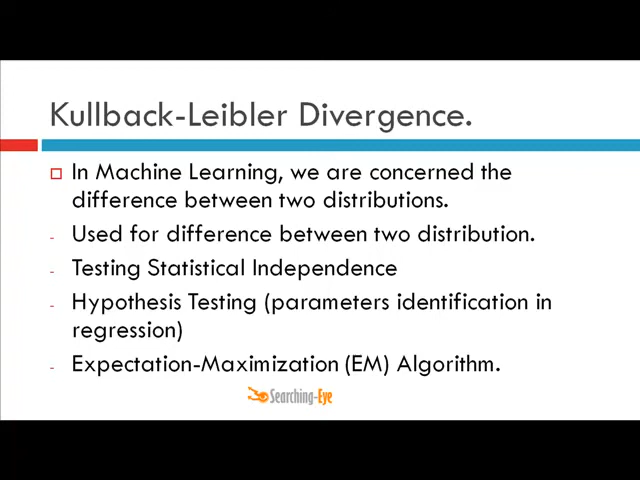 Kullback-Leibler Divergence.
In Machine Learning, we are concerned the
difference between two distributions.
- Used for difference between two distribution.
- Testing Statistical Independence
- Hypothesis Testing (parameters identification in
regression)
- Expectation-Maximization (EM) Algorithm.
Searching-Eye